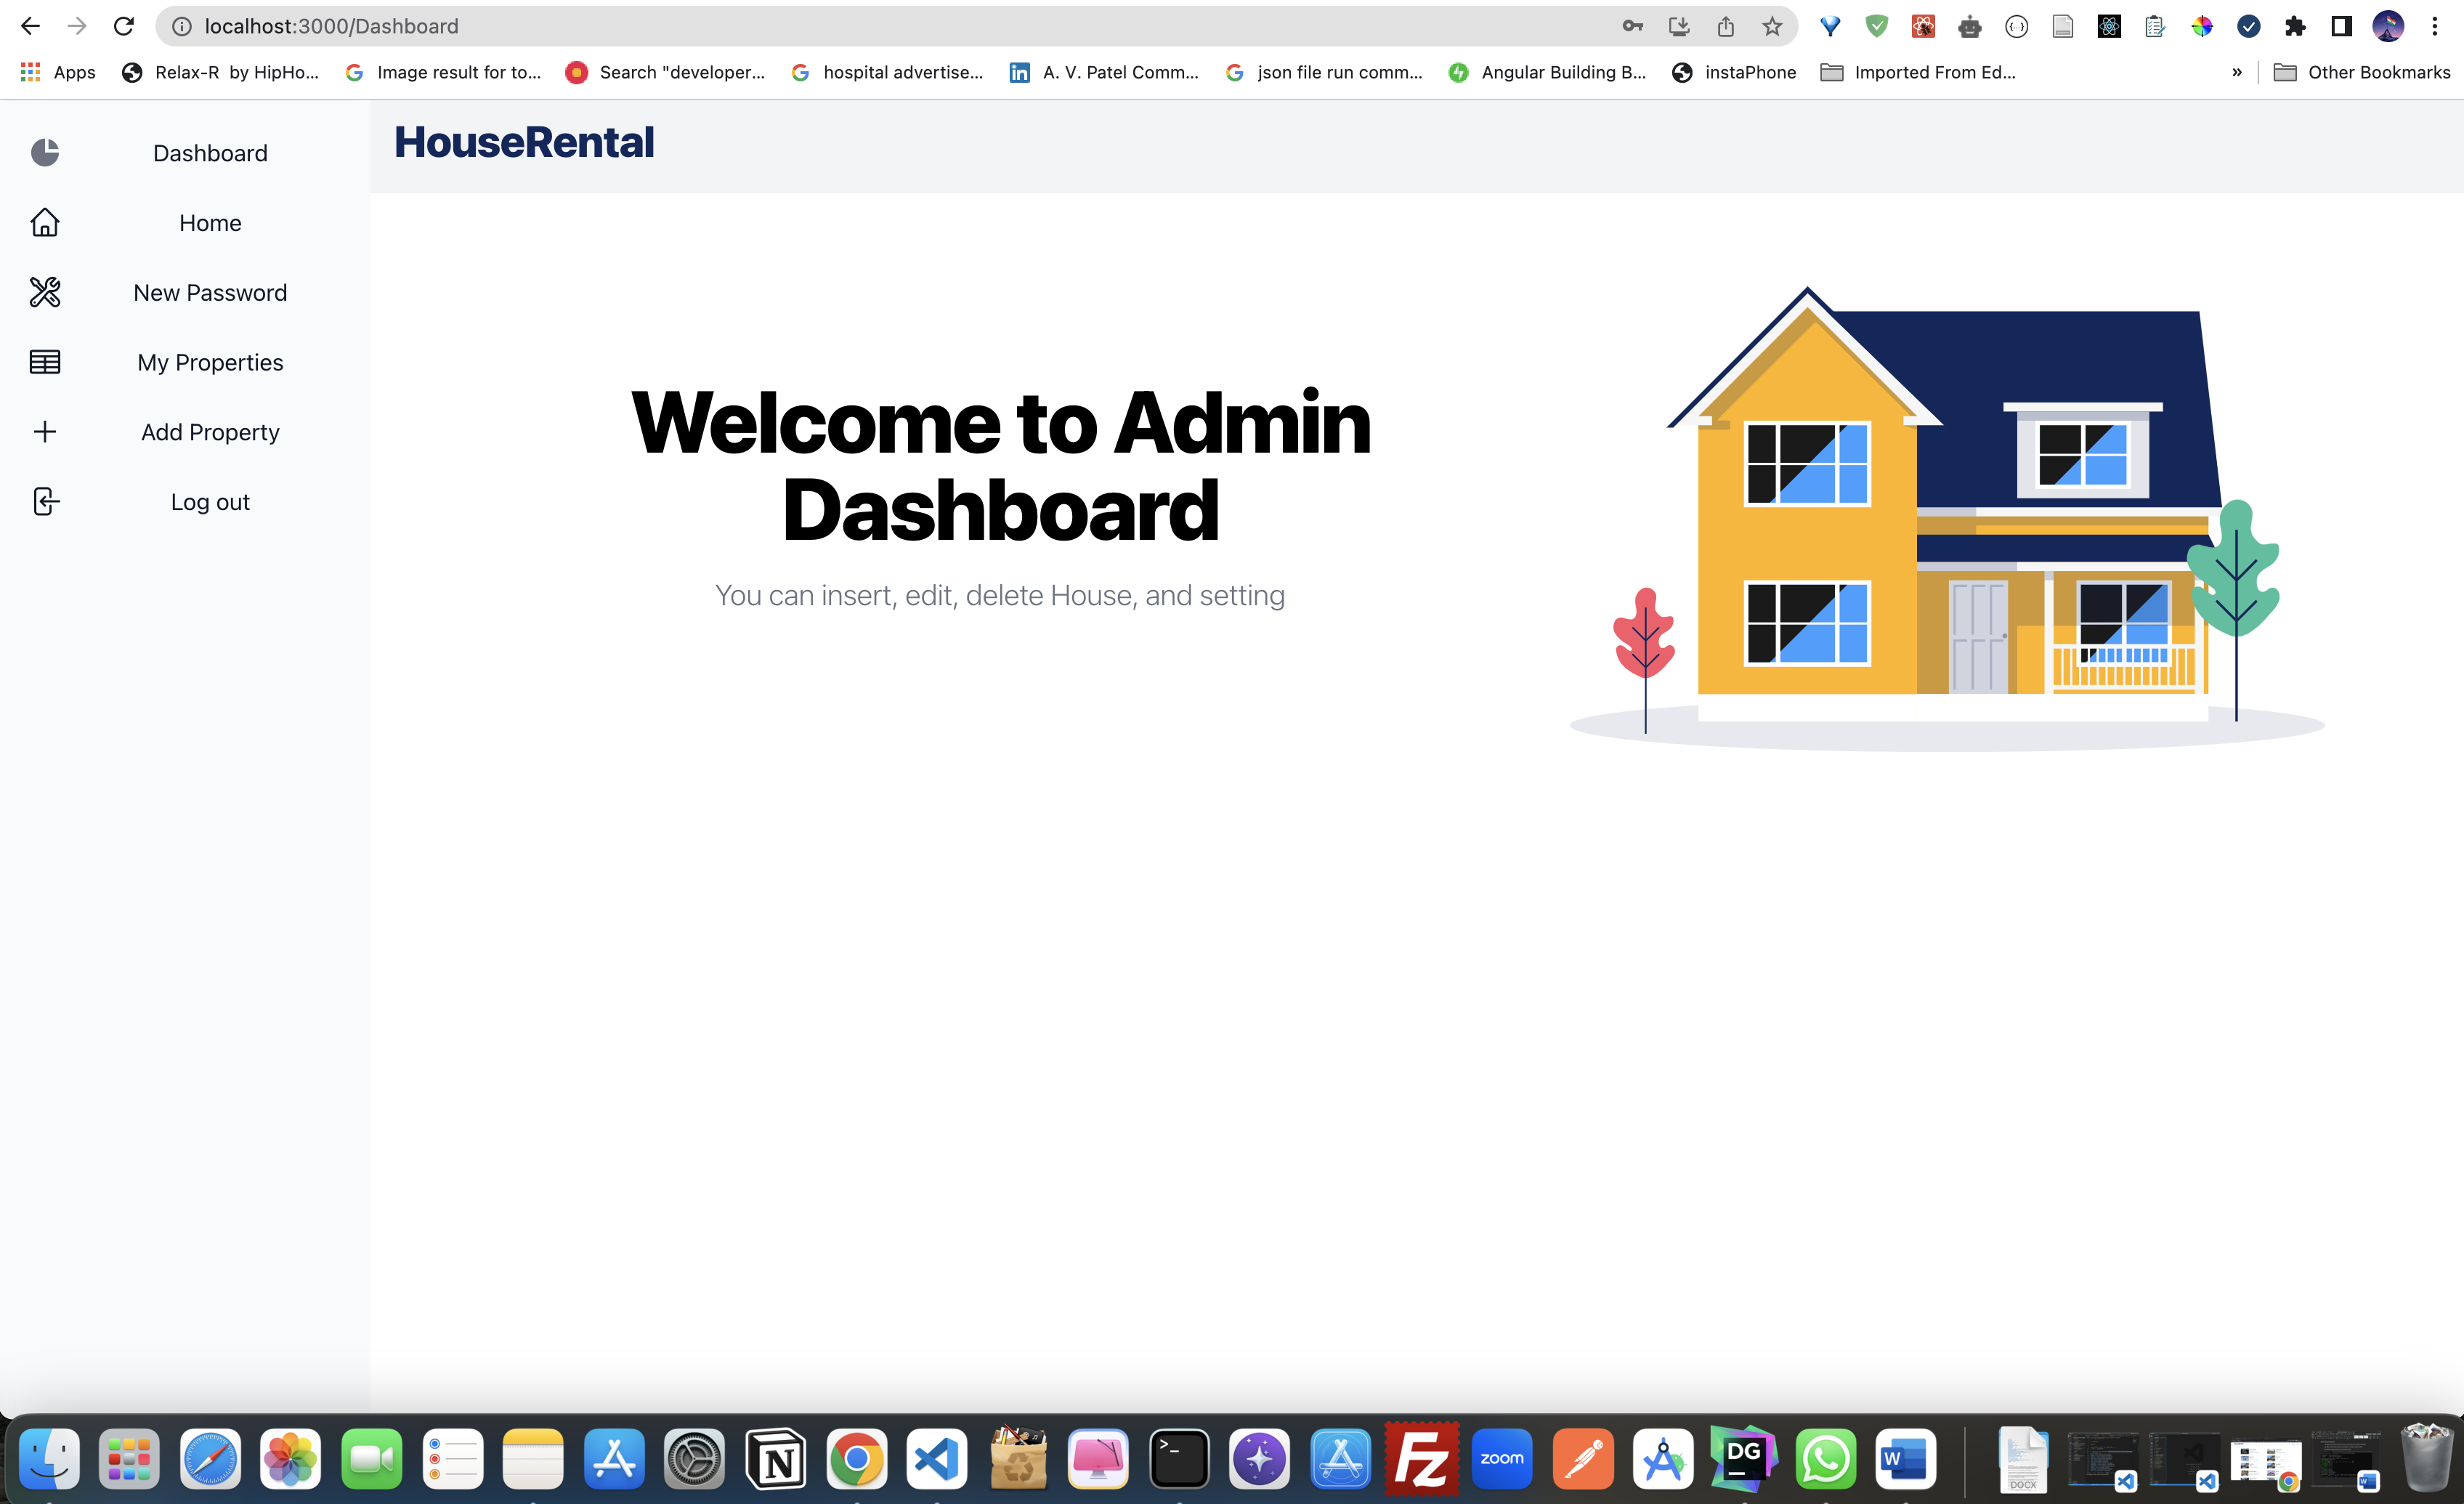 localhost:3000/Dashboard
Apps
Relax-R by HipHo...
Image result for to...
Search "developer...
hospital advertise...
A. V. Patel Comm...
json file run comm...
Angular Building B...
instaPhone
Imported From Ed...
»
Other Bookmarks
Dashboard
Home
New Password
My Properties
Add Property
Log out
HouseRental
Welcome to Admin
Dashboard
You can insert, edit, delete House, and setting
N
>_
Fz
zoom
DG
W
DOCX
W